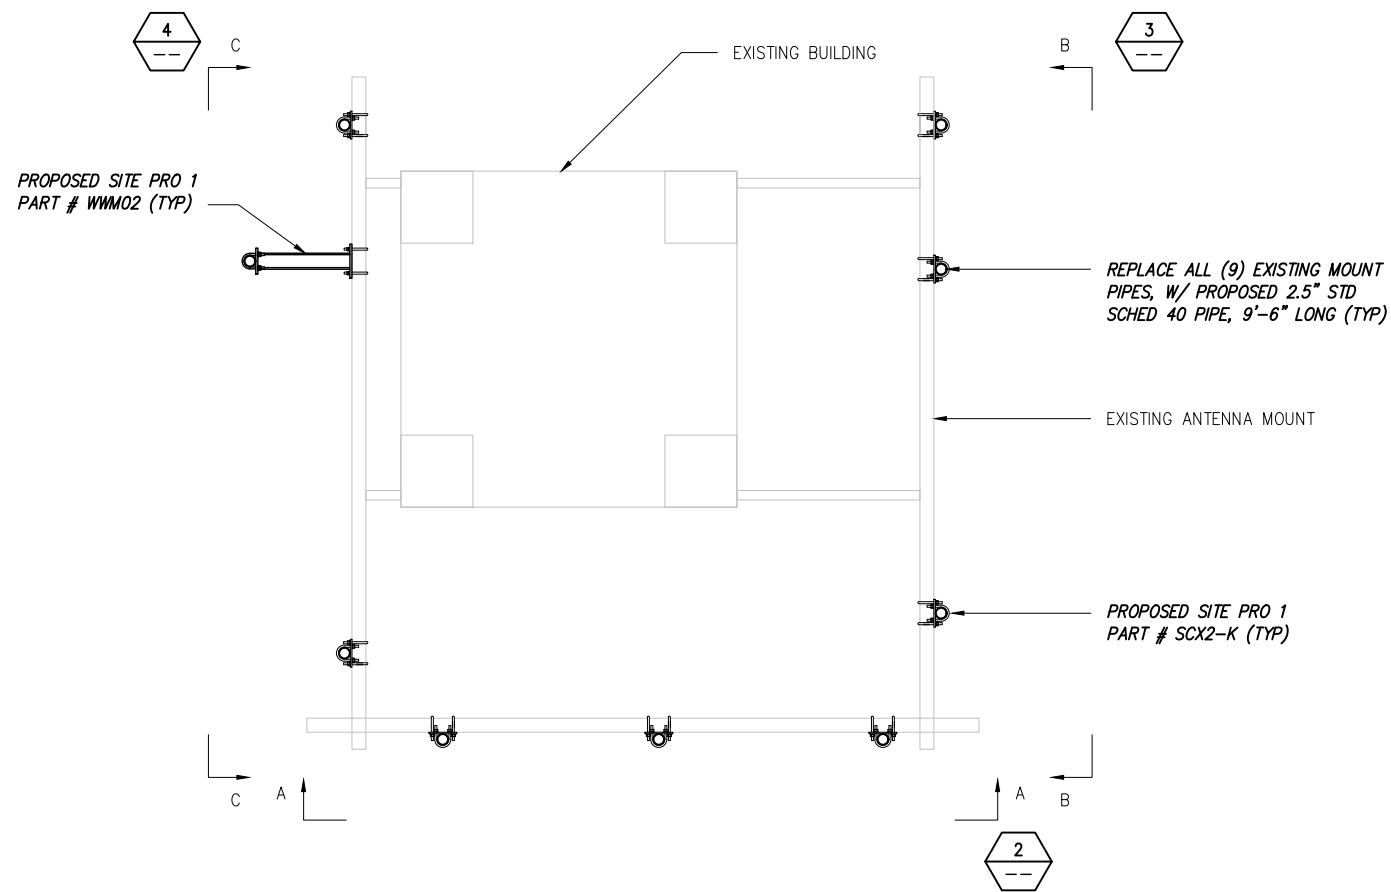 4
--
C
EXISTING BUILDING
B
3
--
PROPOSED SITE PRO 1
PART # WWM02 (TYP)
REPLACE ALL (9) EXISTING MOUNT
PIPES, W/ PROPOSED 2.5" STD
SCHED 40 PIPE, 9'-6" LONG (TYP)
EXISTING ANTENNA MOUNT
PROPOSED SITE PRO 1
PART # SCX2-K (TYP)
C
A
A
B
2
--